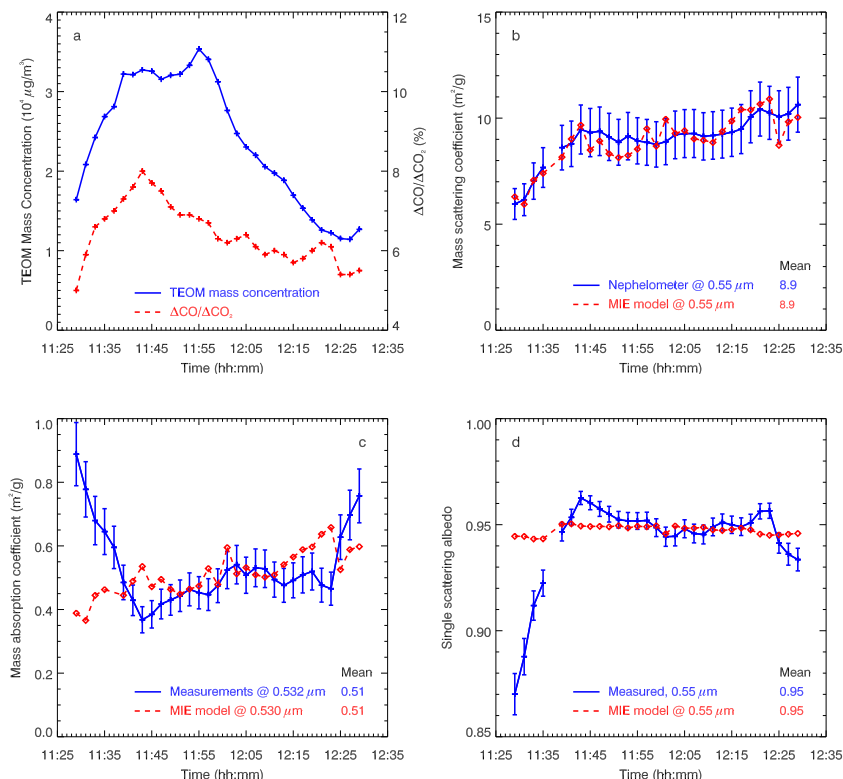 a
TEOM Mass Concentration (10⁴ μg/m³)
4
3
2
1
0
12
10
8
6
4
ΔCO/ΔCO₂ (%)
TEOM mass concentration
ΔCO/ΔCO₂
11:25 11:35 11:45 11:55 12:05 12:15 12:25 12:35
Time (hh:mm)
b
Mass scattering coefficient (m²/g)
15
10
5
0
Mean
Nephelometer @ 0.55 μm 8.9
MIE model @ 0.55 μm 8.9
11:25 11:35 11:45 11:55 12:05 12:15 12:25 12:35
Time (hh:mm)
c
Mass absorption coefficient (m²/g)
1.0
0.8
0.6
0.4
0.2
0.0
Mean
Measurements @ 0.532 μm 0.51
MIE model @ 0.530 μm 0.51
11:25 11:35 11:45 11:55 12:05 12:15 12:25 12:35
Time (hh:mm)
d
Single scattering albedo
1.00
0.95
0.90
0.85
Mean
Measured, 0.55 μm 0.95
MIE model @ 0.55 μm 0.95
11:25 11:35 11:45 11:55 12:05 12:15 12:25 12:35
Time (hh:mm)